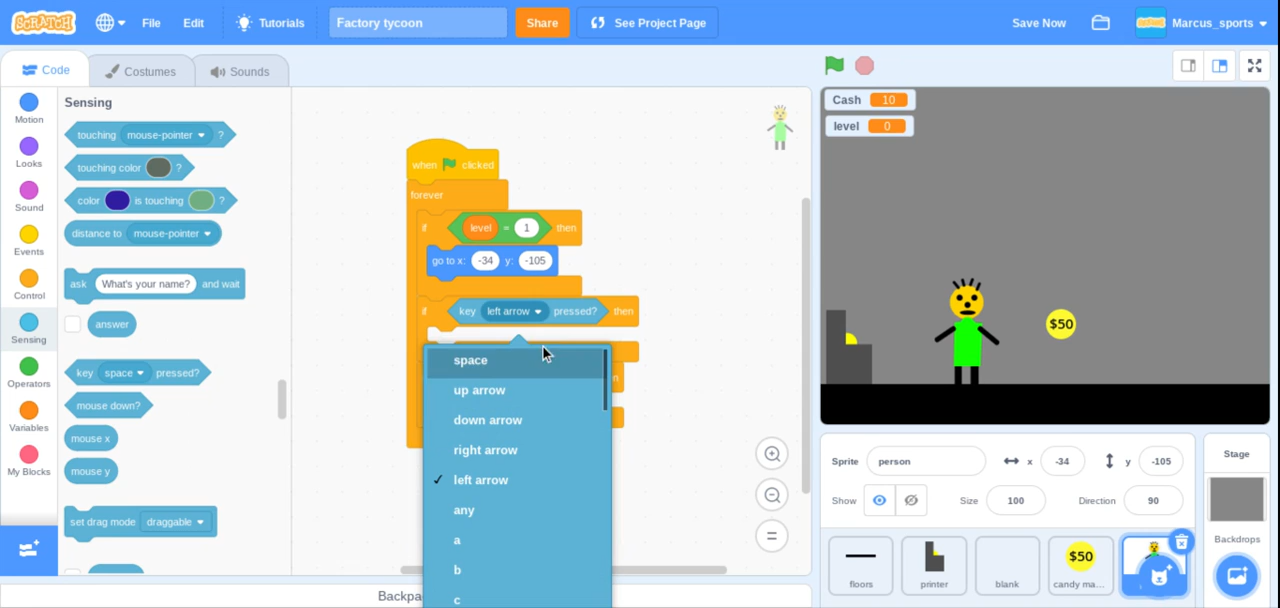 SCRATCH
File
Edit
Tutorials
Factory tycoon
Share
See Project Page
Save Now
Marcus_sports
Code
Costumes
Sounds
Motion
Looks
Sound
Events
Control
Sensing
Operators
Variables
My Blocks
Sensing
touching mouse-pointer ?
touching color ?
color is touching ?
distance to mouse-pointer
ask What's your name? and wait
answer
key space pressed?
mouse down?
mouse x
mouse y
set drag mode draggable
when clicked
forever
if level = 1 then
go to x: -34 y: -105
if key left arrow pressed? then
space
up arrow
down arrow
right arrow
✓ left arrow
any
a
b
c
Cash 10
level 0
$50
Sprite person x -34 y -105
Show Size 100 Direction 90
floors
printer
blank
$50
candy ma...
Stage
Backdrops